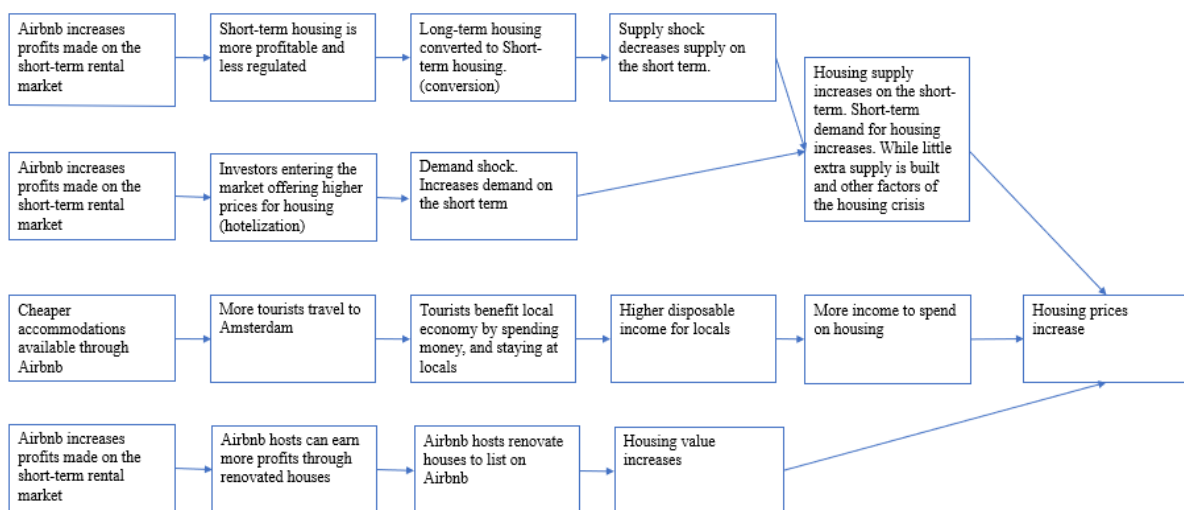 Airbnb increases
profits made on the
short-term rental
market
Short-term housing is
more profitable and
less regulated
Long-term housing
converted to Short-
term housing.
(conversion)
Supply shock
decreases supply on
the short term.
Housing supply
increases on the short-
term. Short-term
demand for housing
increases. While little
extra supply is built
and other factors of
the housing crisis
Airbnb increases
profits made on the
short-term rental
market
Investors entering the
market offering higher
prices for housing
(hotelization)
Demand shock.
Increases demand on
the short term
Cheaper
accommodations
available through
Airbnb
More tourists travel to
Amsterdam
Tourists benefit local
economy by spending
money, and staying at
locals
Higher disposable
income for locals
More income to spend
on housing
Housing prices
increase
Airbnb increases
profits made on the
short-term rental
market
Airbnb hosts can earn
more profits through
renovated houses
Airbnb hosts renovate
houses to list on
Airbnb
Housing value
increases